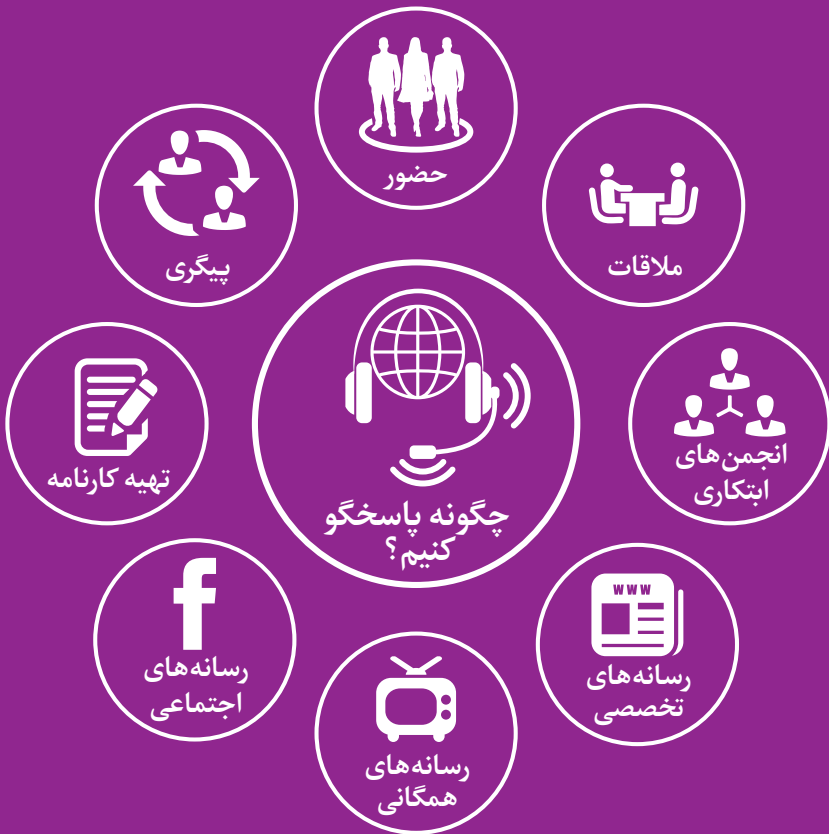 حضور
ملاقات
انجمن‌های
ابتکاری
WWW
رسانه‌های
تخصصی
رسانه‌های
همگانی
رسانه‌های
اجتماعی
تهیه کارنامه
پیگری
چگونه پاسخگو
کنیم؟